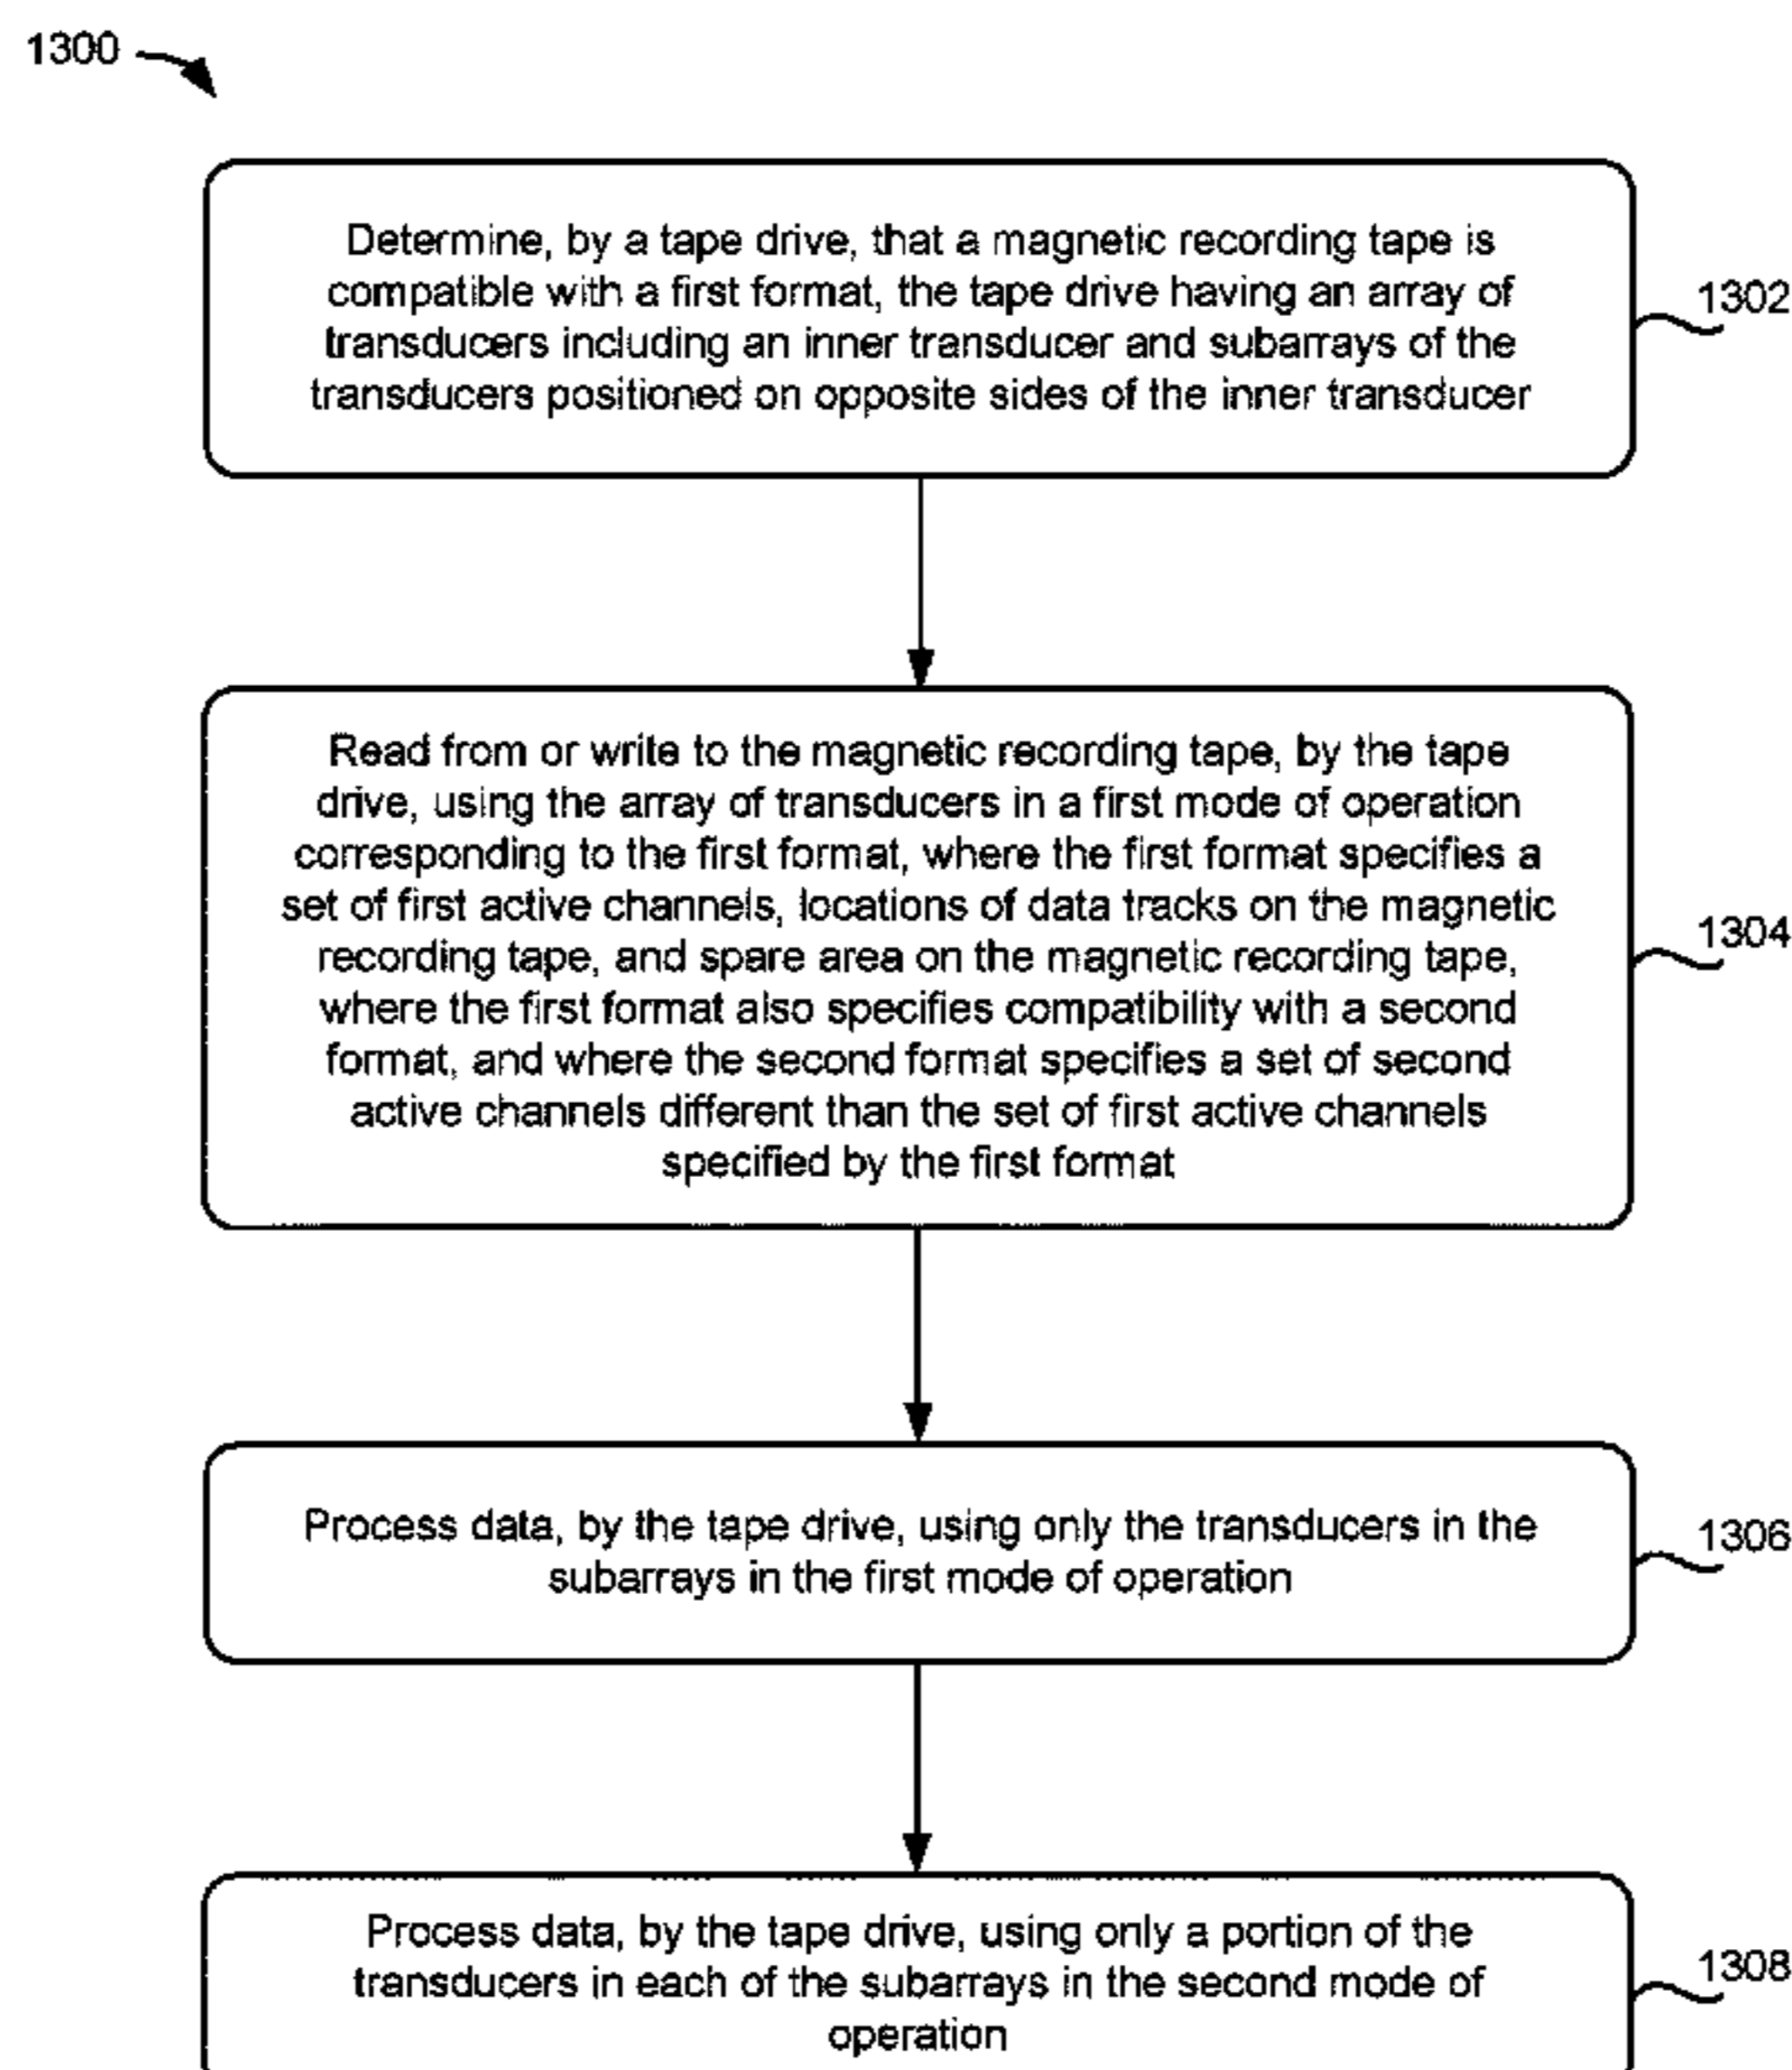 1300
Determine, by a tape drive, that a magnetic recording tape is
compatible with a first format, the tape drive having an array of
transducers including an inner transducer and subarrays of the
transducers positioned on opposite sides of the inner transducer
1302
Read from or write to the magnetic recording tape, by the tape
drive, using the array of transducers in a first mode of operation
corresponding to the first format, where the first format specifies a
set of first active channels, locations of data tracks on the magnetic
recording tape, and spare area on the magnetic recording tape,
where the first format also specifies compatibility with a second
format, and where the second format specifies a set of second
active channels different than the set of first active channels
specified by the first format
1304
Process data, by the tape drive, using only the transducers in the
subarrays in the first mode of operation
1306
Process data, by the tape drive, using only a portion of the
transducers in each of the subarrays in the second mode of
operation
1308